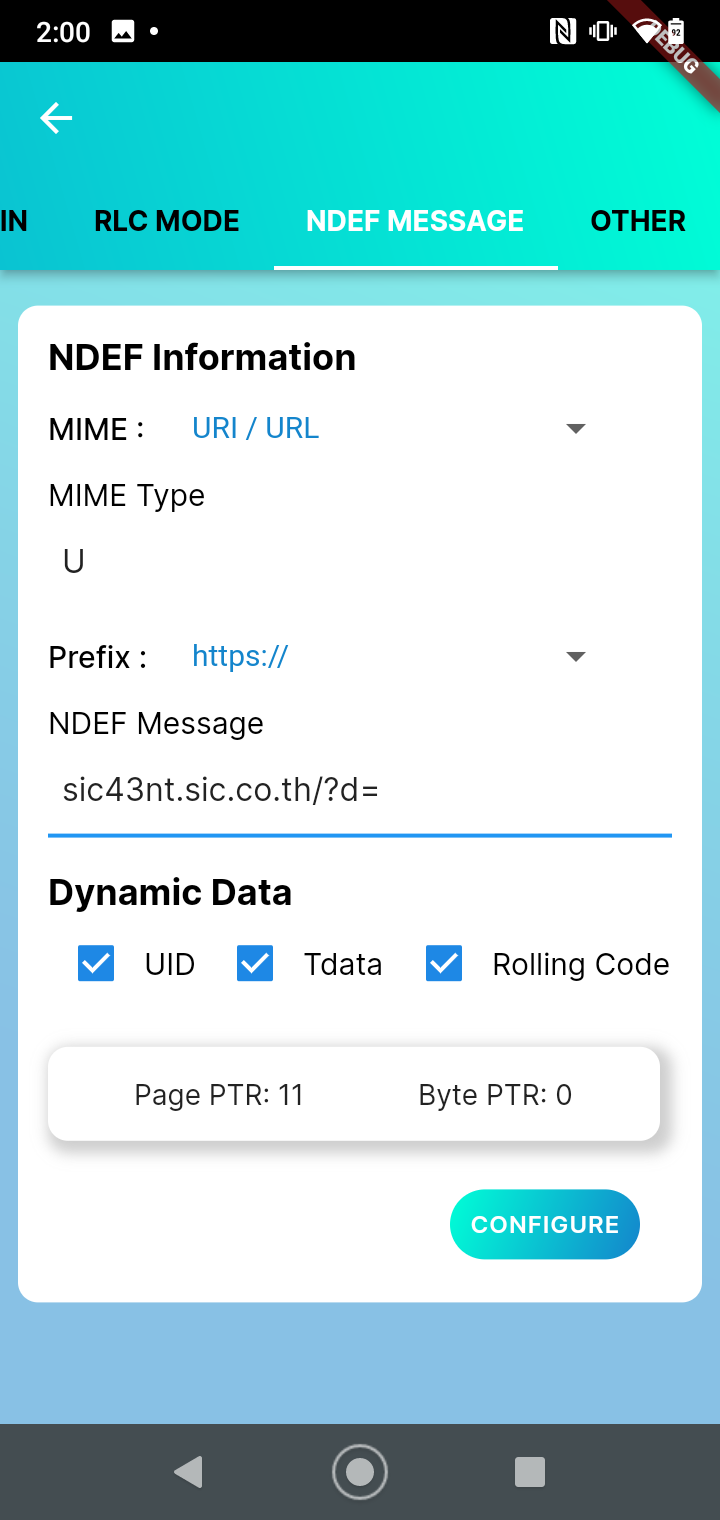 2:00
92
DEBUG
IN RLC MODE NDEF MESSAGE OTHER
NDEF Information
MIME : URI / URL
MIME Type
U
Prefix : https://
NDEF Message
sic43nt.sic.co.th/?d=
Dynamic Data
UID Tdata Rolling Code
Page PTR: 11 Byte PTR: 0
CONFIGURE